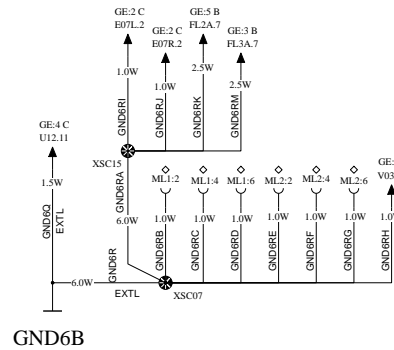 GE:2 C
E07L.2
GE:2 C
E07R.2
GE:5 B
FL2A.7
GE:3 B
FL3A.7
1.0W
1.0W
2.5W
2.5W
GND6RI
GND6RJ
GND6RK
GND6RM
GE:4 C
U12.11
XSC15
GE:
V03
ML1:2
ML1:4
ML1:6
ML2:2
ML2:4
ML2:6
1.5W
GND6Q
EXTL
GND6RA
6.0W
1.0W
1.0W
1.0W
1.0W
1.0W
1.0W
1.0
GND6RB
GND6RC
GND6RD
GND6RE
GND6RF
GND6RG
GND6RH
GND6R
6.0W
EXTL
XSC07
GND6B